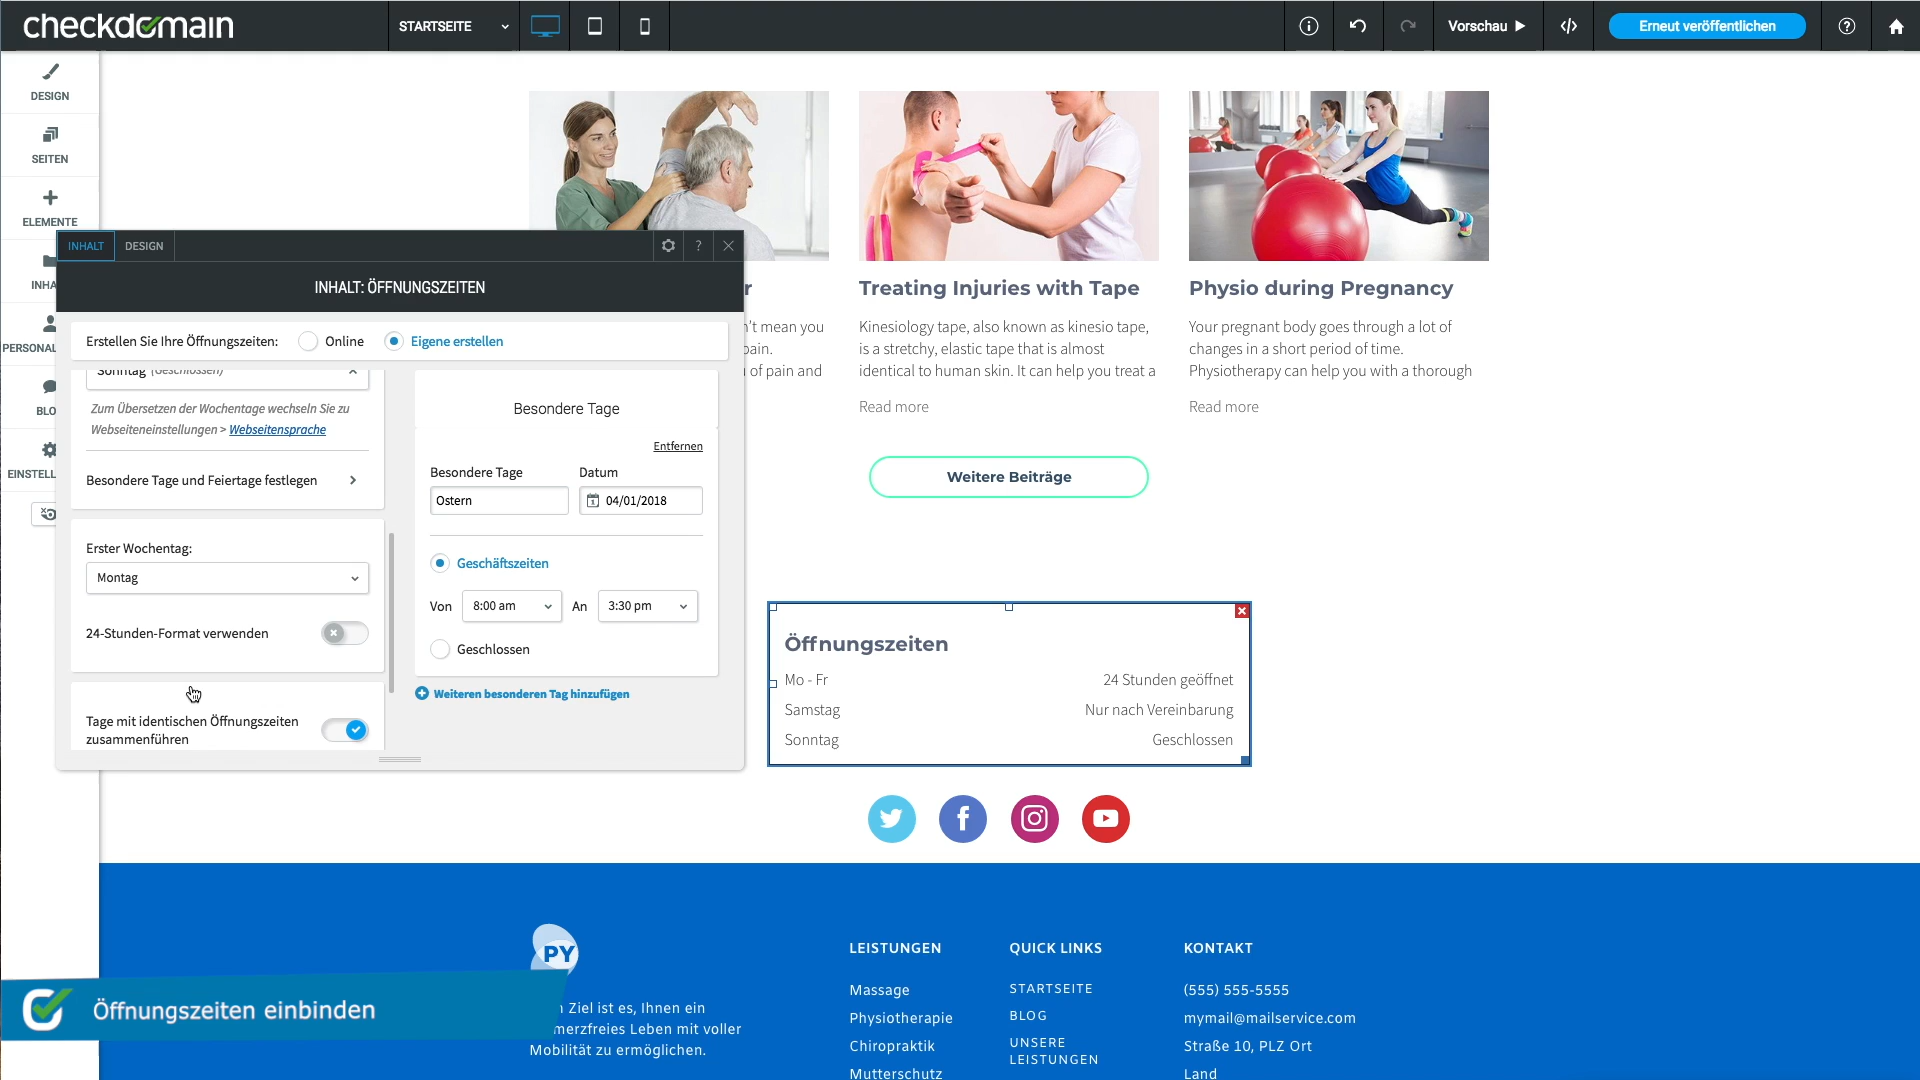 checkdomain
STARTSEITE
Vorschau
Erneut veröffentlichen
DESIGN
SEITEN
ELEMENTE
INHA
PERSONAL
BLO
EINSTELL
INHALT DESIGN
?
INHALT: ÖFFNUNGSZEITEN
Erstellen Sie Ihre Öffnungszeiten: Online Eigene erstellen
Sonntag (Geschlossen)
Zum Übersetzen der Wochentage wechseln Sie zu
Webseiteneinstellungen > Webseitensprache
Besondere Tage und Feiertage festlegen
Erster Wochentag:
Montag
24-Stunden-Format verwenden
Tage mit identischen Öffnungszeiten
zusammenführen
Besondere Tage
Entfernen
Besondere Tage Datum
Ostern 04/01/2018
Geschäftszeiten
Von 8:00 am An 3:30 pm
Geschlossen
Weiteren besonderen Tag hinzufügen
r
n't mean you
pain.
of pain and
Treating Injuries with Tape
Kinesiology tape, also known as kinesio tape,
is a stretchy, elastic tape that is almost
identical to human skin. It can help you treat a
Read more
Physio during Pregnancy
Your pregnant body goes through a lot of
changes in a short period of time.
Physiotherapy can help you with a thorough
Read more
Weitere Beiträge
Öffnungszeiten
Mo - Fr 24 Stunden geöffnet
Samstag Nur nach Vereinbarung
Sonntag Geschlossen
PY
Ziel ist es, Ihnen ein
merzfreies Leben mit voller
Mobilität zu ermöglichen.
LEISTUNGEN
Massage
Physiotherapie
Chiropraktik
Mutterschutz
QUICK LINKS
STARTSEITE
BLOG
UNSERE
LEISTUNGEN
KONTAKT
(555) 555-5555
mymail@mailservice.com
Straße 10, PLZ Ort
Land
Öffnungszeiten einbinden